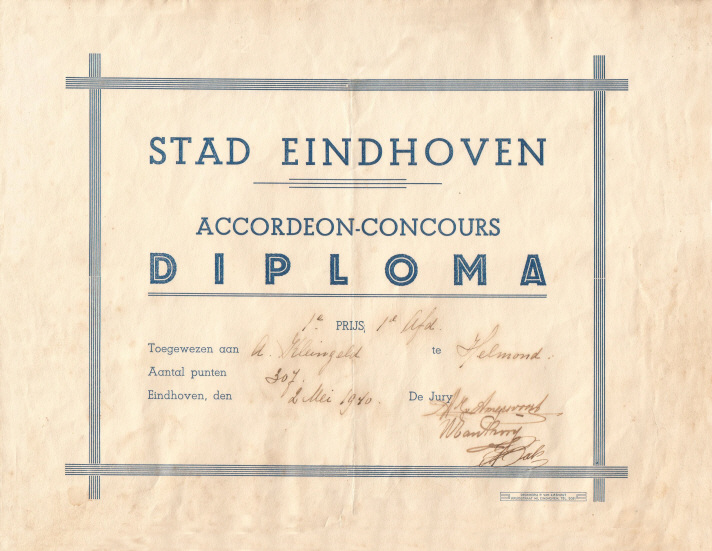 STAD EINDHOVEN
ACCORDEON-CONCOURS
DIPLOMA
1e PRIJS, 1e Afd.
Toegewezen aan A. Kleingeld te Helmond.
Aantal punten 307.
Eindhoven, den 2 Mei 1940. De Jury